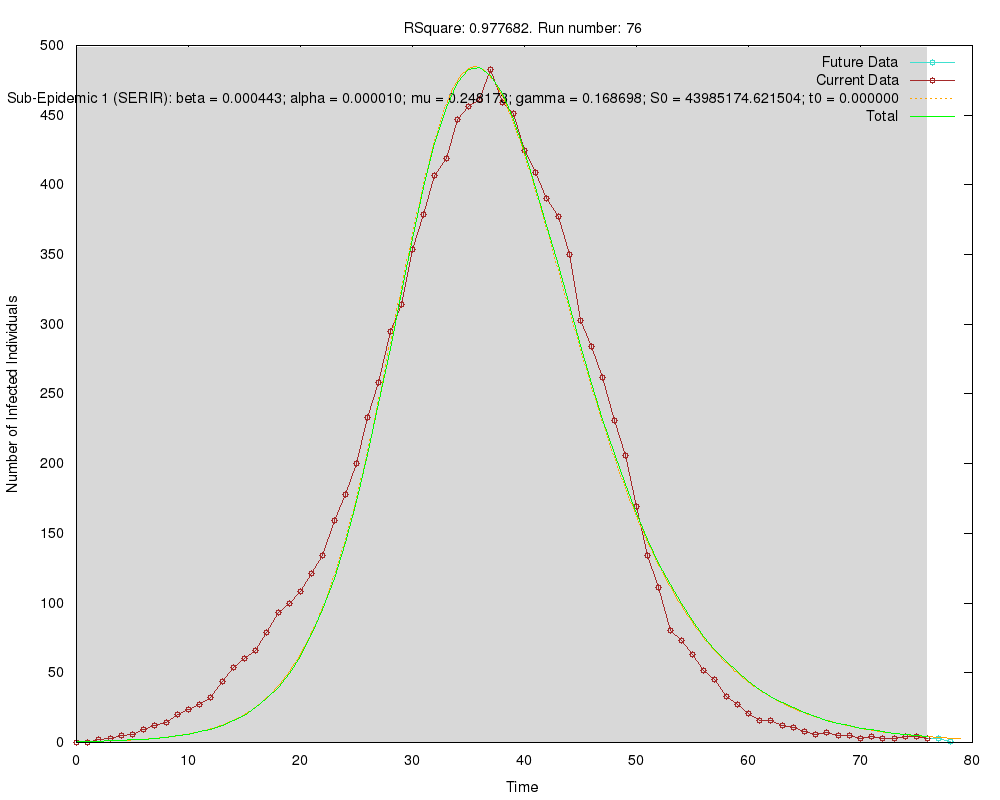 RSquare: 0.977682. Run number: 76
500
450
400
350
300
250
200
150
100
50
0
Number of Infected Individuals
Future Data
Current Data
Sub-Epidemic 1 (SERIR): beta = 0.000443; alpha = 0.000010; mu = 0.248173; gamma = 0.168698; S0 = 43985174.621504; t0 = 0.000000
Total
0 10 20 30 40 50 60 70 80
Time